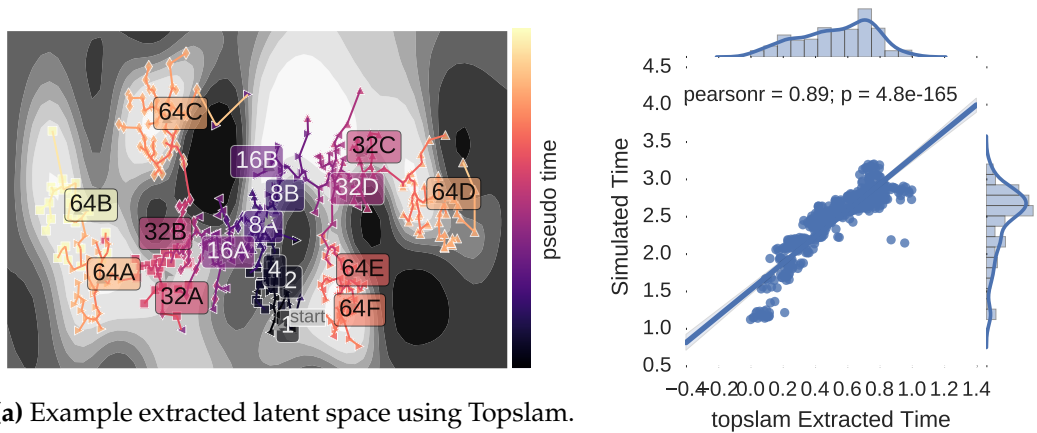 64C
16B
32C
8B
32D
64D
64B
8A
32B
16A
64A
4
2
64E
32A
64F
1
start
pseudo time
(a) Example extracted latent space using Topslam.
pearsonr = 0.89; p = 4.8e-165
Simulated Time
4.5
4.0
3.5
3.0
2.5
2.0
1.5
1.0
0.5
−0.4 −0.2 0.0 0.2 0.4 0.6 0.8 1.0 1.2 1.4
topslam Extracted Time